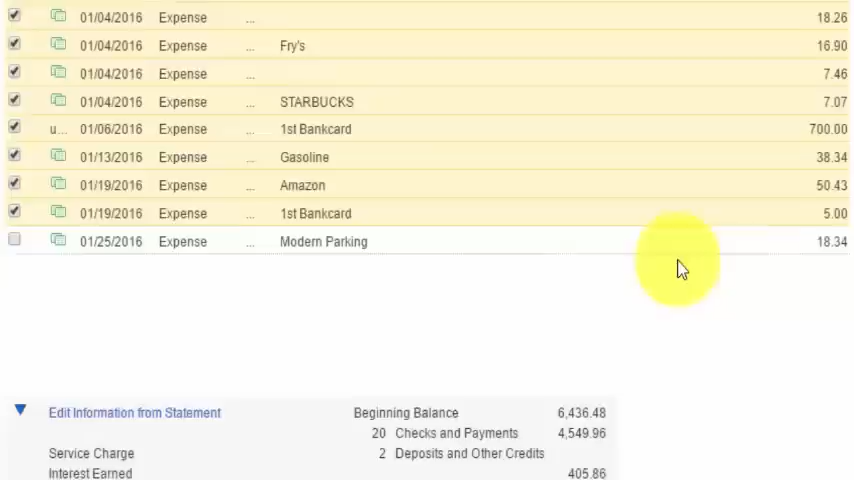 01/04/2016 Expense ... 18.26
01/04/2016 Expense ... Fry's 16.90
01/04/2016 Expense ... 7.46
01/04/2016 Expense ... STARBUCKS 7.07
u... 01/06/2016 Expense 1st Bankcard 700.00
01/13/2016 Expense ... Gasoline 38.34
01/19/2016 Expense ... Amazon 50.43
01/19/2016 Expense ... 1st Bankcard 5.00
01/25/2016 Expense ... Modern Parking 18.34
Edit Information from Statement Beginning Balance 6,436.48
20 Checks and Payments 4,549.96
Service Charge 2 Deposits and Other Credits
Interest Earned 405.86